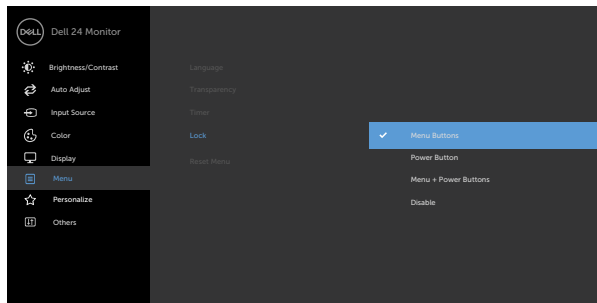 DELL Dell 24 Monitor
Brightness/Contrast
Auto Adjust
Input Source
Color
Display
Menu
Personalize
Others
Language
Transparency
Timer
Lock
Reset Menu
Menu Buttons
Power Button
Menu + Power Buttons
Disable